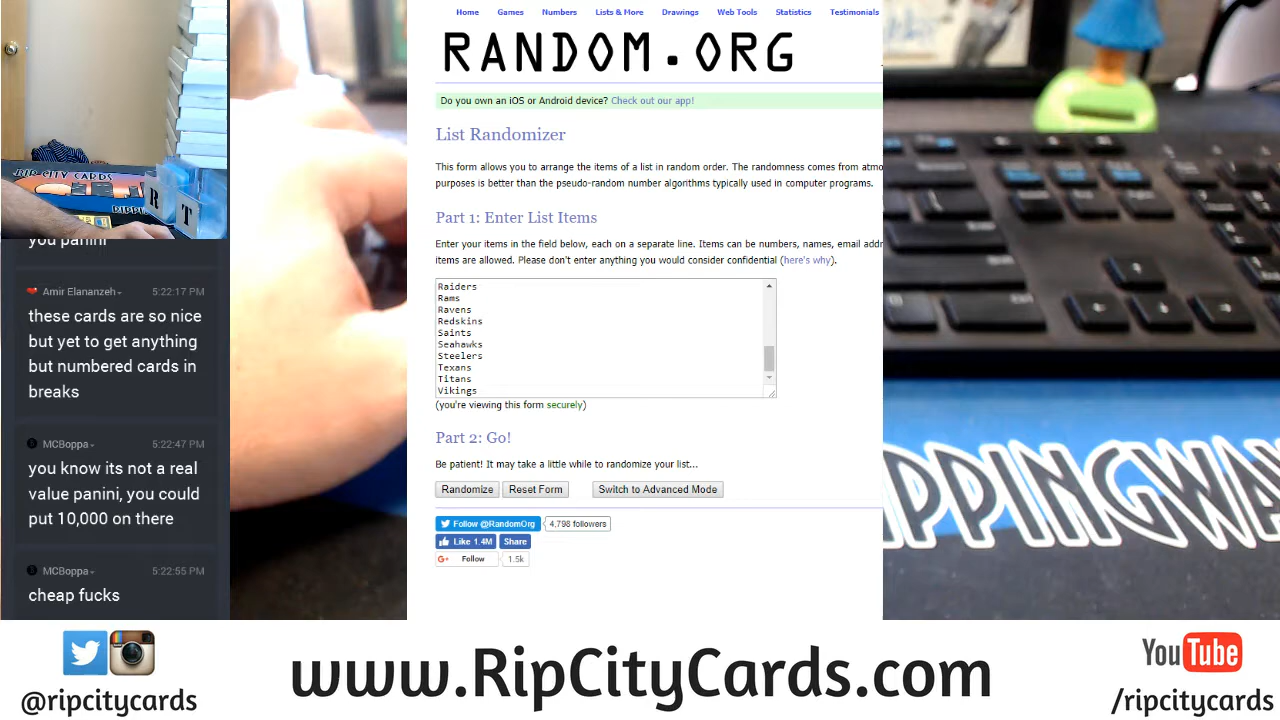 Home Games Numbers Lists & More Drawings Web Tools Statistics Testimonials
RANDOM.ORG
Do you own an iOS or Android device? Check out our app!
List Randomizer
This form allows you to arrange the items of a list in random order. The randomness comes from atmo
purposes is better than the pseudo-random number algorithms typically used in computer programs.
Part 1: Enter List Items
Enter your items in the field below, each on a separate line. Items can be numbers, names, email addr
items are allowed. Please don't enter anything you would consider confidential (here's why).
Raiders
Rams
Ravens
Redskins
Saints
Seahawks
Steelers
Texans
Titans
Vikings
(you're viewing this form securely)
Part 2: Go!
Be patient! It may take a little while to randomize your list...
Randomize Reset Form Switch to Advanced Mode
Follow @RandomOrg 4,798 followers
Like 1.4M Share
G+ Follow 1.5k
RIP CITY CARDS
RIPPIN
R
T
you panini
Amir Elananzeh 5:22:17 PM
these cards are so nice
but yet to get anything
but numbered cards in
breaks
MCBoppa 5:22:47 PM
you know its not a real
value panini, you could
put 10,000 on there
MCBoppa 5:22:55 PM
cheap fucks
PPINGWA
@ripcitycards
www.RipCityCards.com
YouTube
/ripcitycards